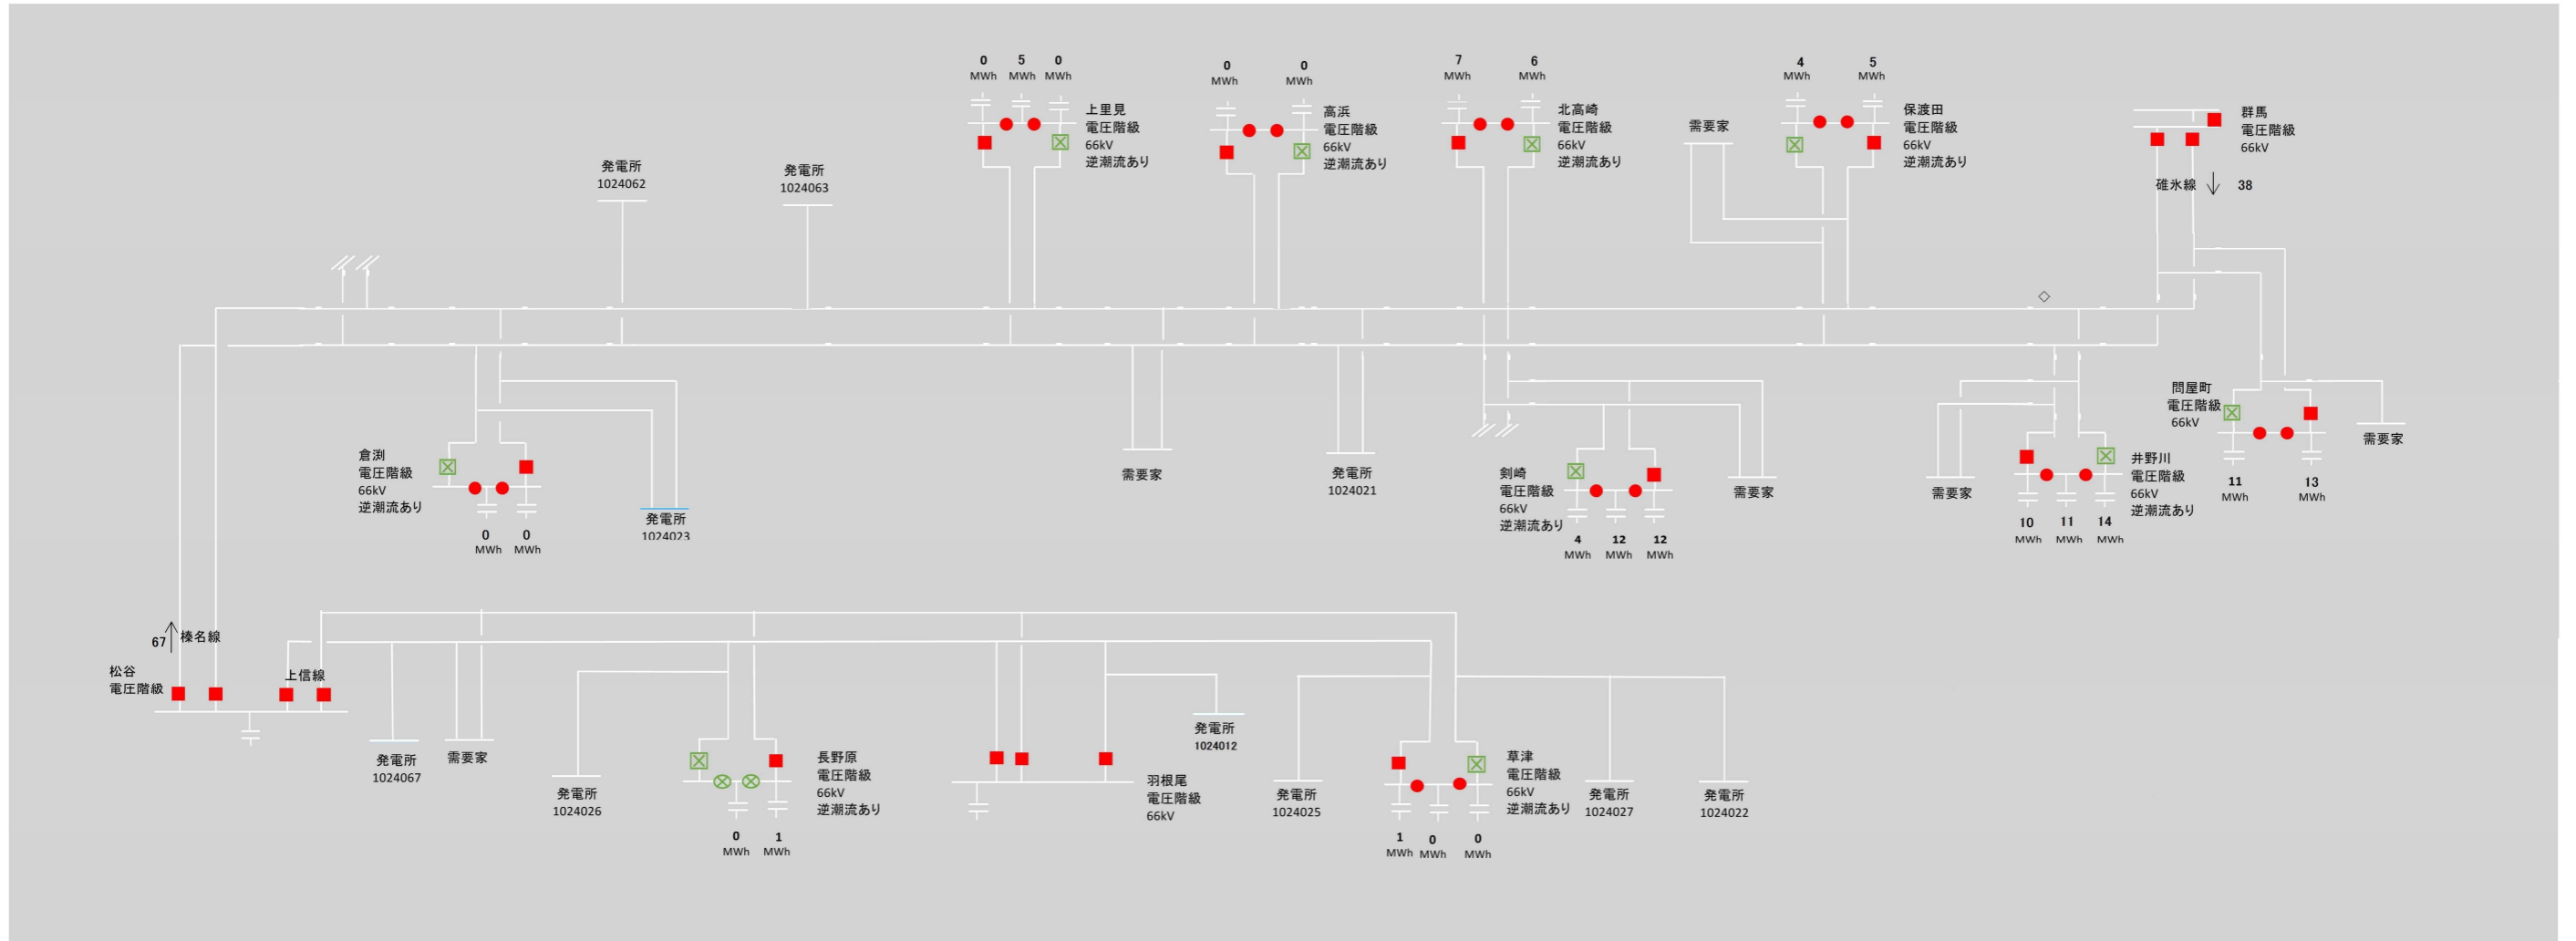 0 5 0
MWh MWh MWh
上里見
電圧階級
66kV
逆潮流あり
0 0
MWh MWh
高浜
電圧階級
66kV
逆潮流あり
7 6
MWh MWh
北高崎
電圧階級
66kV
逆潮流あり
需要家
4 5
MWh MWh
保渡田
電圧階級
66kV
逆潮流あり
群馬
電圧階級
66kV
碓氷線 ↓ 38
発電所
1024062
発電所
1024063
倉渕
電圧階級
66kV
逆潮流あり
0 0
MWh MWh
発電所
1024023
需要家
発電所
1024021
剣崎
電圧階級
66kV
逆潮流あり
4 12 12
MWh MWh MWh
需要家
需要家
井野川
電圧階級
66kV
逆潮流あり
10 11 14
MWh MWh MWh
問屋町
電圧階級
66kV
11 13
MWh MWh
需要家
67 ↑ 榛名線
松谷
電圧階級
上信線
発電所
1024067
需要家
発電所
1024026
長野原
電圧階級
66kV
逆潮流あり
0 1
MWh MWh
羽根尾
電圧階級
66kV
発電所
1024012
発電所
1024025
草津
電圧階級
66kV
逆潮流あり
1 0 0
MWh MWh MWh
発電所
1024027
発電所
1024022